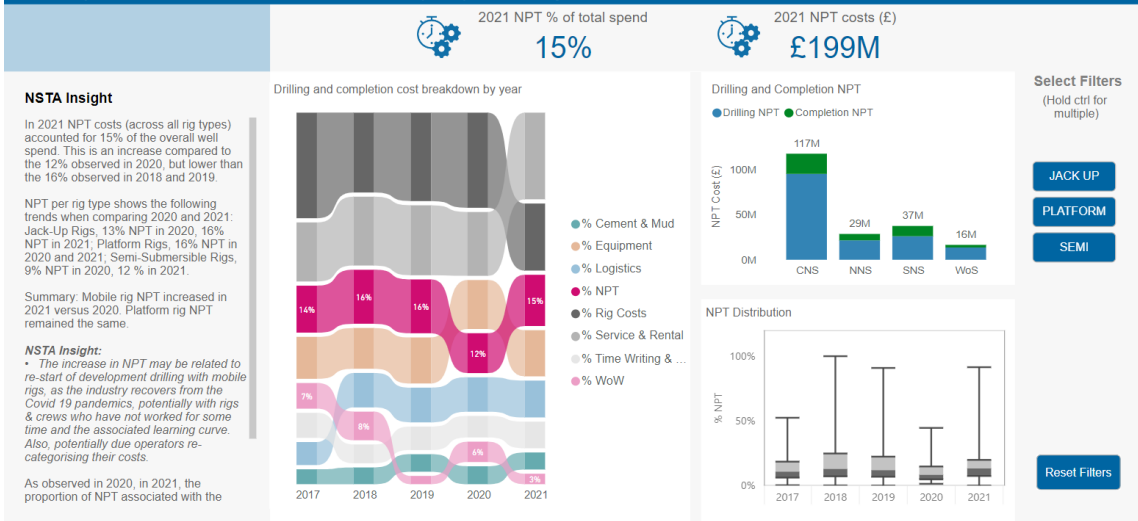 2021 NPT % of total spend
15%
2021 NPT costs (£)
£199M
NSTA Insight
In 2021 NPT costs (across all rig types)
accounted for 15% of the overall well
spend. This is an increase compared to
the 12% observed in 2020, but lower than
the 16% observed in 2018 and 2019.
NPT per rig type shows the following
trends when comparing 2020 and 2021:
Jack-Up Rigs, 13% NPT in 2020, 16%
NPT in 2021; Platform Rigs, 16% NPT in
2020 and 2021; Semi-Submersible Rigs,
9% NPT in 2020, 12 % in 2021.
Summary: Mobile rig NPT increased in
2021 versus 2020. Platform rig NPT
remained the same.
NSTA Insight:
• The increase in NPT may be related to
re-start of development drilling with mobile
rigs, as the industry recovers from the
Covid 19 pandemics, potentially with rigs
& crews who have not worked for some
time and the associated learning curve.
Also, potentially due operators re-
categorising their costs.
As observed in 2020, in 2021, the
proportion of NPT associated with the
Drilling and completion cost breakdown by year
14%
16%
16%
12%
15%
7%
8%
6%
3%
2017
2018
2019
2020
2021
% Cement & Mud
% Equipment
% Logistics
% NPT
% Rig Costs
% Service & Rental
% Time Writing & ...
% WoW
Drilling and Completion NPT
Drilling NPT
Completion NPT
NPT Cost (£)
100M
50M
0M
117M
29M
37M
16M
CNS
NNS
SNS
WoS
NPT Distribution
% NPT
100%
50%
0%
2017
2018
2019
2020
2021
Select Filters
(Hold ctrl for
multiple)
JACK UP
PLATFORM
SEMI
Reset Filters